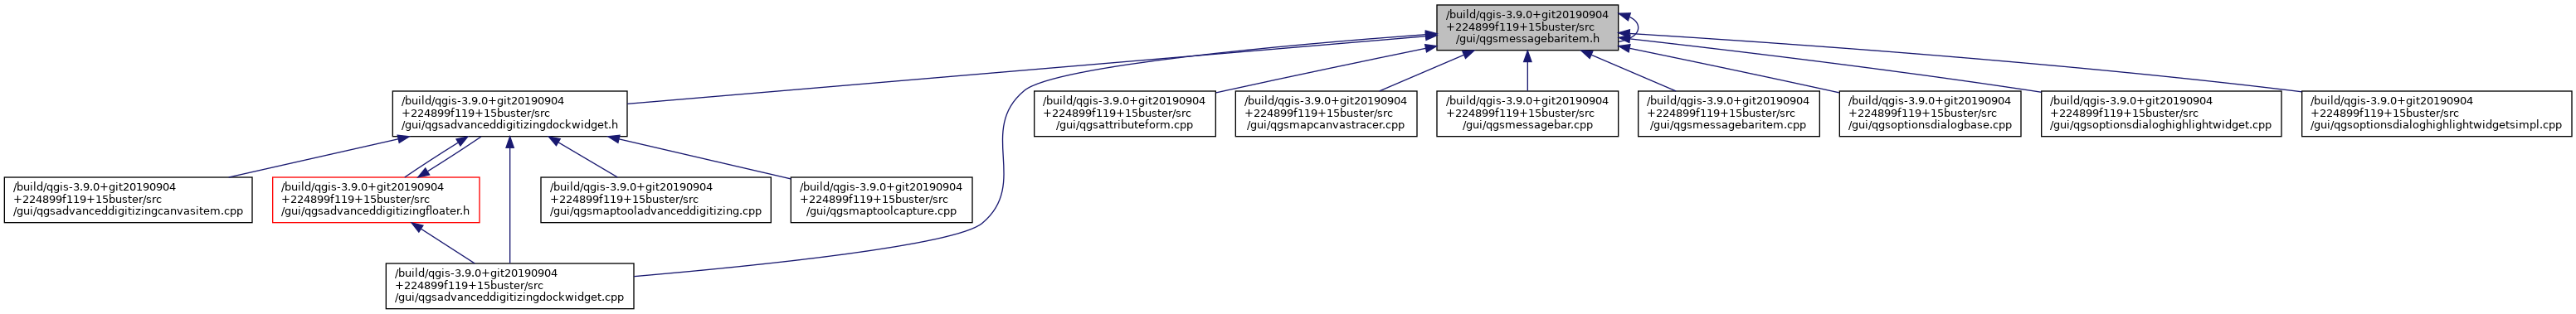 /build/qgis-3.9.0+git20190904
+224899f119+15buster/src
/gui/qgsmessagebaritem.h
/build/qgis-3.9.0+git20190904
+224899f119+15buster/src
/gui/qgsadvanceddigitizingdockwidget.h
/build/qgis-3.9.0+git20190904
+224899f119+15buster/src
/gui/qgsattributeform.cpp
/build/qgis-3.9.0+git20190904
+224899f119+15buster/src
/gui/qgsmapcanvastracer.cpp
/build/qgis-3.9.0+git20190904
+224899f119+15buster/src
/gui/qgsmessagebar.cpp
/build/qgis-3.9.0+git20190904
+224899f119+15buster/src
/gui/qgsmessagebaritem.cpp
/build/qgis-3.9.0+git20190904
+224899f119+15buster/src
/gui/qgsoptionsdialogbase.cpp
/build/qgis-3.9.0+git20190904
+224899f119+15buster/src
/gui/qgsoptionsdialoghighlightwidget.cpp
/build/qgis-3.9.0+git20190904
+224899f119+15buster/src
/gui/qgsoptionsdialoghighlightwidgetsimpl.cpp
/build/qgis-3.9.0+git20190904
+224899f119+15buster/src
/gui/qgsadvanceddigitizingcanvasitem.cpp
/build/qgis-3.9.0+git20190904
+224899f119+15buster/src
/gui/qgsadvanceddigitizingfloater.h
/build/qgis-3.9.0+git20190904
+224899f119+15buster/src
/gui/qgsmaptooladvanceddigitizing.cpp
/build/qgis-3.9.0+git20190904
+224899f119+15buster/src
/gui/qgsmaptoolcapture.cpp
/build/qgis-3.9.0+git20190904
+224899f119+15buster/src
/gui/qgsadvanceddigitizingdockwidget.cpp